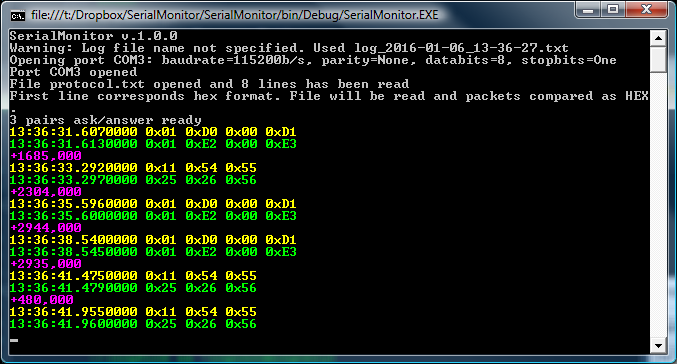 file:///t:/Dropbox/SerialMonitor/SerialMonitor/bin/Debug/SerialMonitor.EXE
SerialMonitor v.1.0.0
Warning: Log file name not specified. Used log_2016-01-06_13-36-27.txt
Opening port COM3: baudrate=115200b/s, parity=None, databits=8, stopbits=One
Port COM3 opened
File protocol.txt opened and 8 lines has been read
First line corresponds hex format. File will be read and packets compared as HEX
.
3 pairs ask/answer ready
13:36:31.6070000 0x01 0xD0 0x00 0xD1
13:36:31.6130000 0x01 0xE2 0x00 0xE3
+1685,000
13:36:33.2920000 0x11 0x54 0x55
13:36:33.2970000 0x25 0x26 0x56
+2304,000
13:36:35.5960000 0x01 0xD0 0x00 0xD1
13:36:35.6000000 0x01 0xE2 0x00 0xE3
+2944,000
13:36:38.5400000 0x01 0xD0 0x00 0xD1
13:36:38.5450000 0x01 0xE2 0x00 0xE3
+2935,000
13:36:41.4750000 0x11 0x54 0x55
13:36:41.4790000 0x25 0x26 0x56
+480,000
13:36:41.9550000 0x11 0x54 0x55
13:36:41.9600000 0x25 0x26 0x56